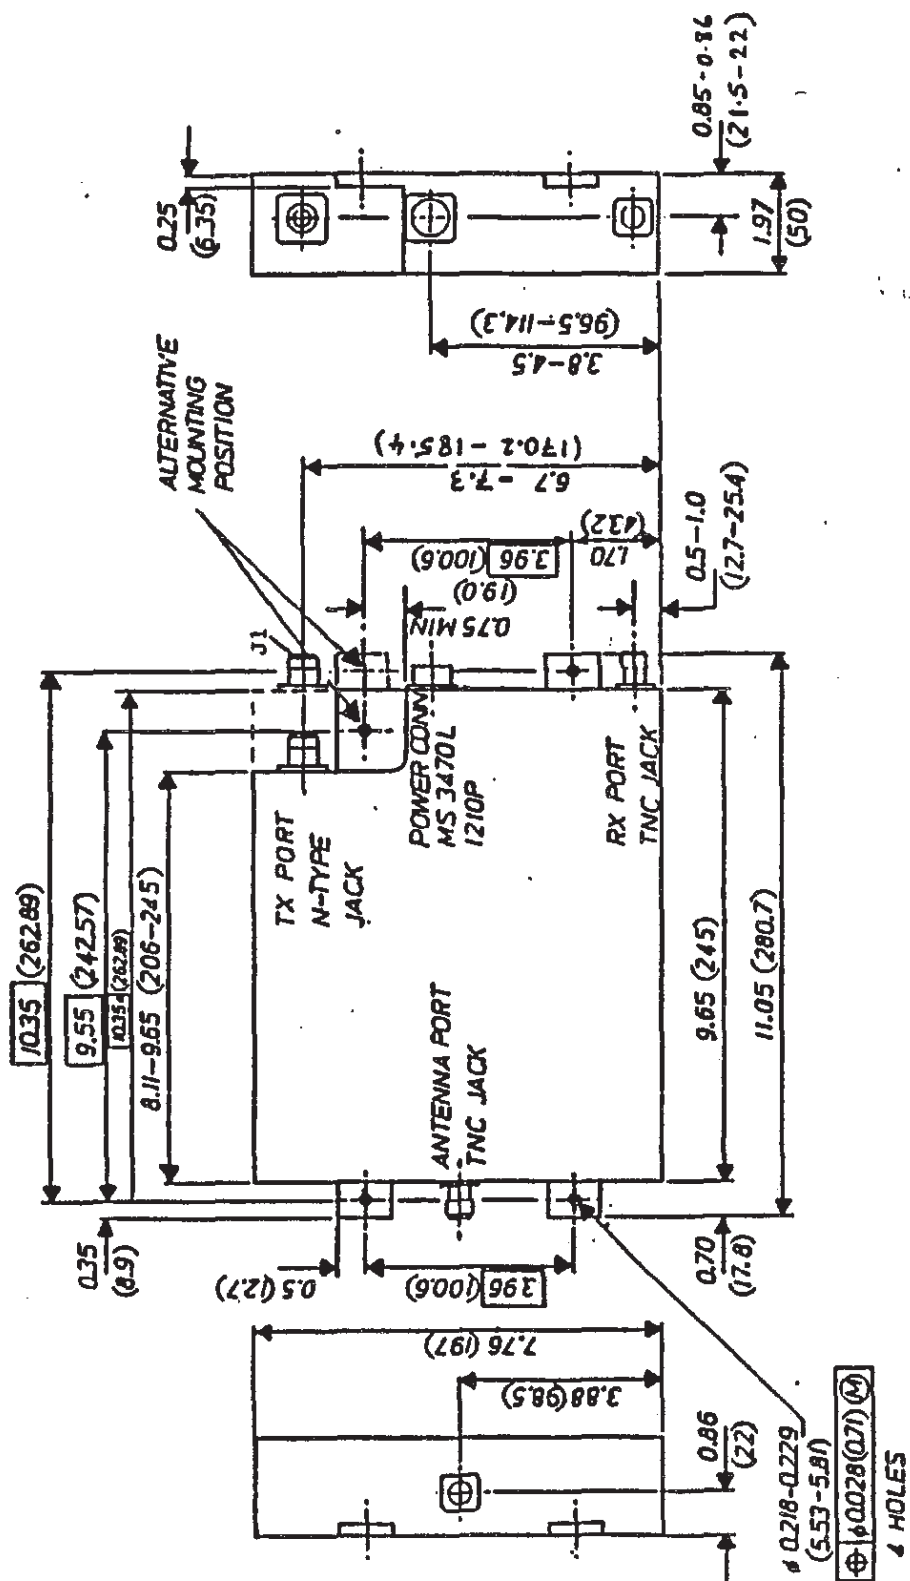 0.25
(6.35)
0.85-0.86
(21.5-22)
1.97
(50)
3.8-4.5
(96.5-114.3)
ALTERNATIVE
MOUNTING
POSITION
6.7 - 7.3
(170.2 - 185.4)
3.96
(100.6)
1.70
(432)
0.75 MIN
(19.0)
0.5-1.0
(12.7-25.4)
J1
10.35 (262.89)
9.55 (242.57)
10.35 (262.89)
8.11-9.65 (206-245)
TX PORT
N-TYPE
JACK
POWER CONN
MS 3470L
1210P
RX PORT
TNC JACK
ANTENNA PORT
TNC JACK
9.65 (245)
11.05 (280.7)
0.35
(8.9)
0.5 (12.7)
3.96
(100.6)
0.70
(17.8)
7.76 (197)
3.88 (98.5)
0.86
(22)
ø 0.218-0.229
(5.53-5.81)
⌖ ø0.028(0.71) Ⓜ
4 HOLES